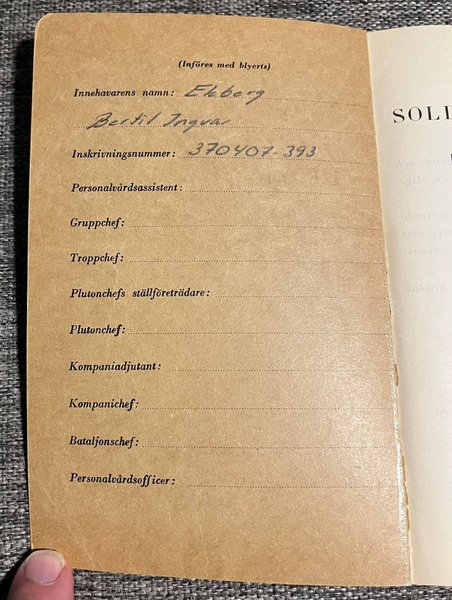 (Införes med blyerts)
Innehavarens namn: Ekberg
Bertil Ingvar
Inskrivningsnummer: 370407-393
Personalvårdsassistent:
Gruppchef:
Troppchef:
Plutonchefs ställföreträdare:
Plutonchef:
Kompaniadjutant:
Kompanichef:
Bataljonschef:
Personalvårdsofficer:
SOL